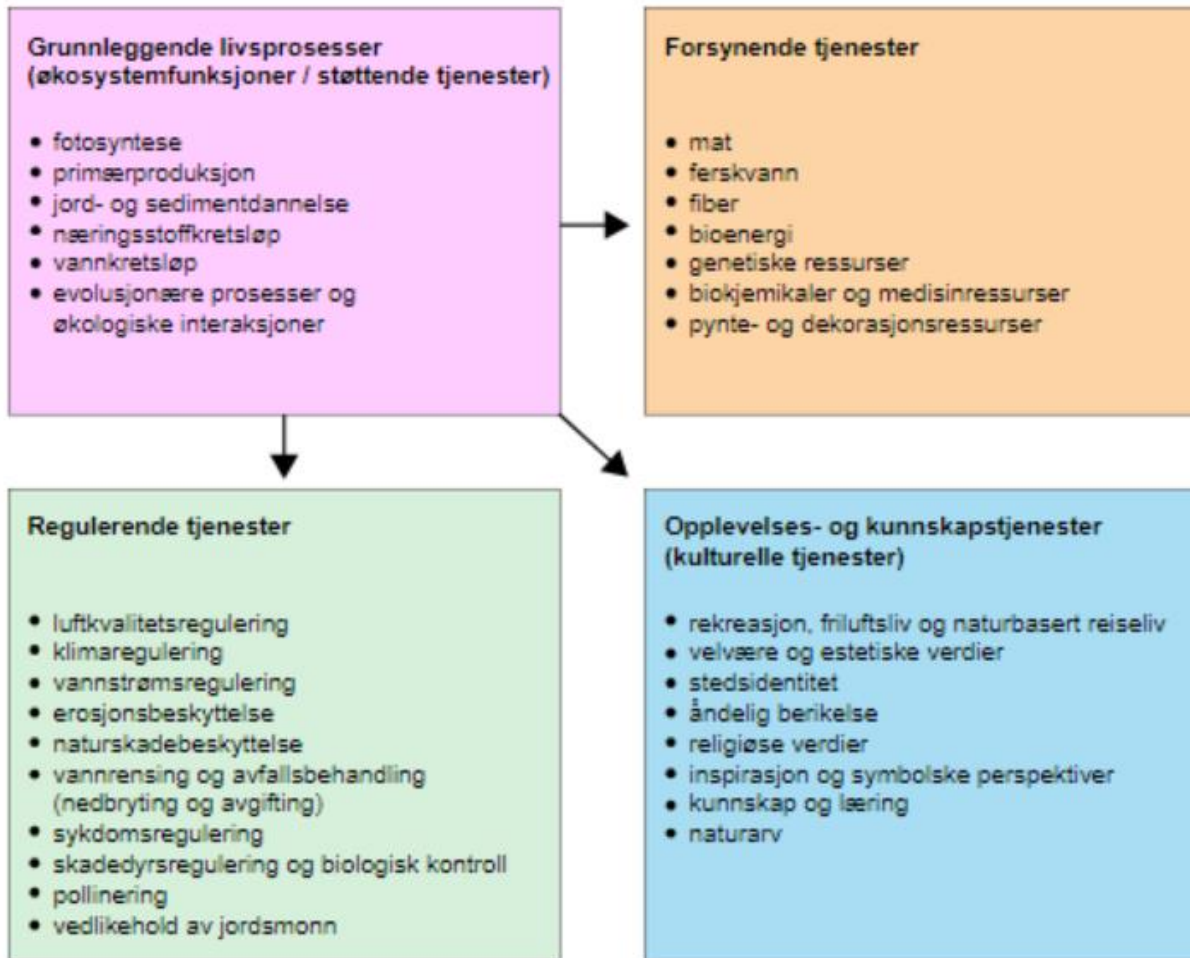 Grunnleggende livsprosesser
(økosystemfunksjoner / støttende tjenester)
• fotosyntese
• primærproduksjon
• jord- og sedimentdannelse
• næringsstoffkretsløp
• vannkretsløp
• evolusjonære prosesser og
økologiske interaksjoner
Forsynende tjenester
• mat
• ferskvann
• fiber
• bioenergi
• genetiske ressurser
• biokjemikaler og medisinressurser
• pynte- og dekorasjonsressurser
Regulerende tjenester
• luftkvalitetsregulering
• klimaregulering
• vannstrømsregulering
• erosjonsbeskyttelse
• naturskadebeskyttelse
• vannrensing og avfallsbehandling
(nedbryting og avgifting)
• sykdomsregulering
• skadedyrsregulering og biologisk kontroll
• pollinering
• vedlikehold av jordsmonn
Opplevelses- og kunnskapstjenester
(kulturelle tjenester)
• rekreasjon, friluftsliv og naturbasert reiseliv
• velvære og estetiske verdier
• stedsidentitet
• åndelig berikelse
• religiøse verdier
• inspirasjon og symbolske perspektiver
• kunnskap og læring
• naturarv